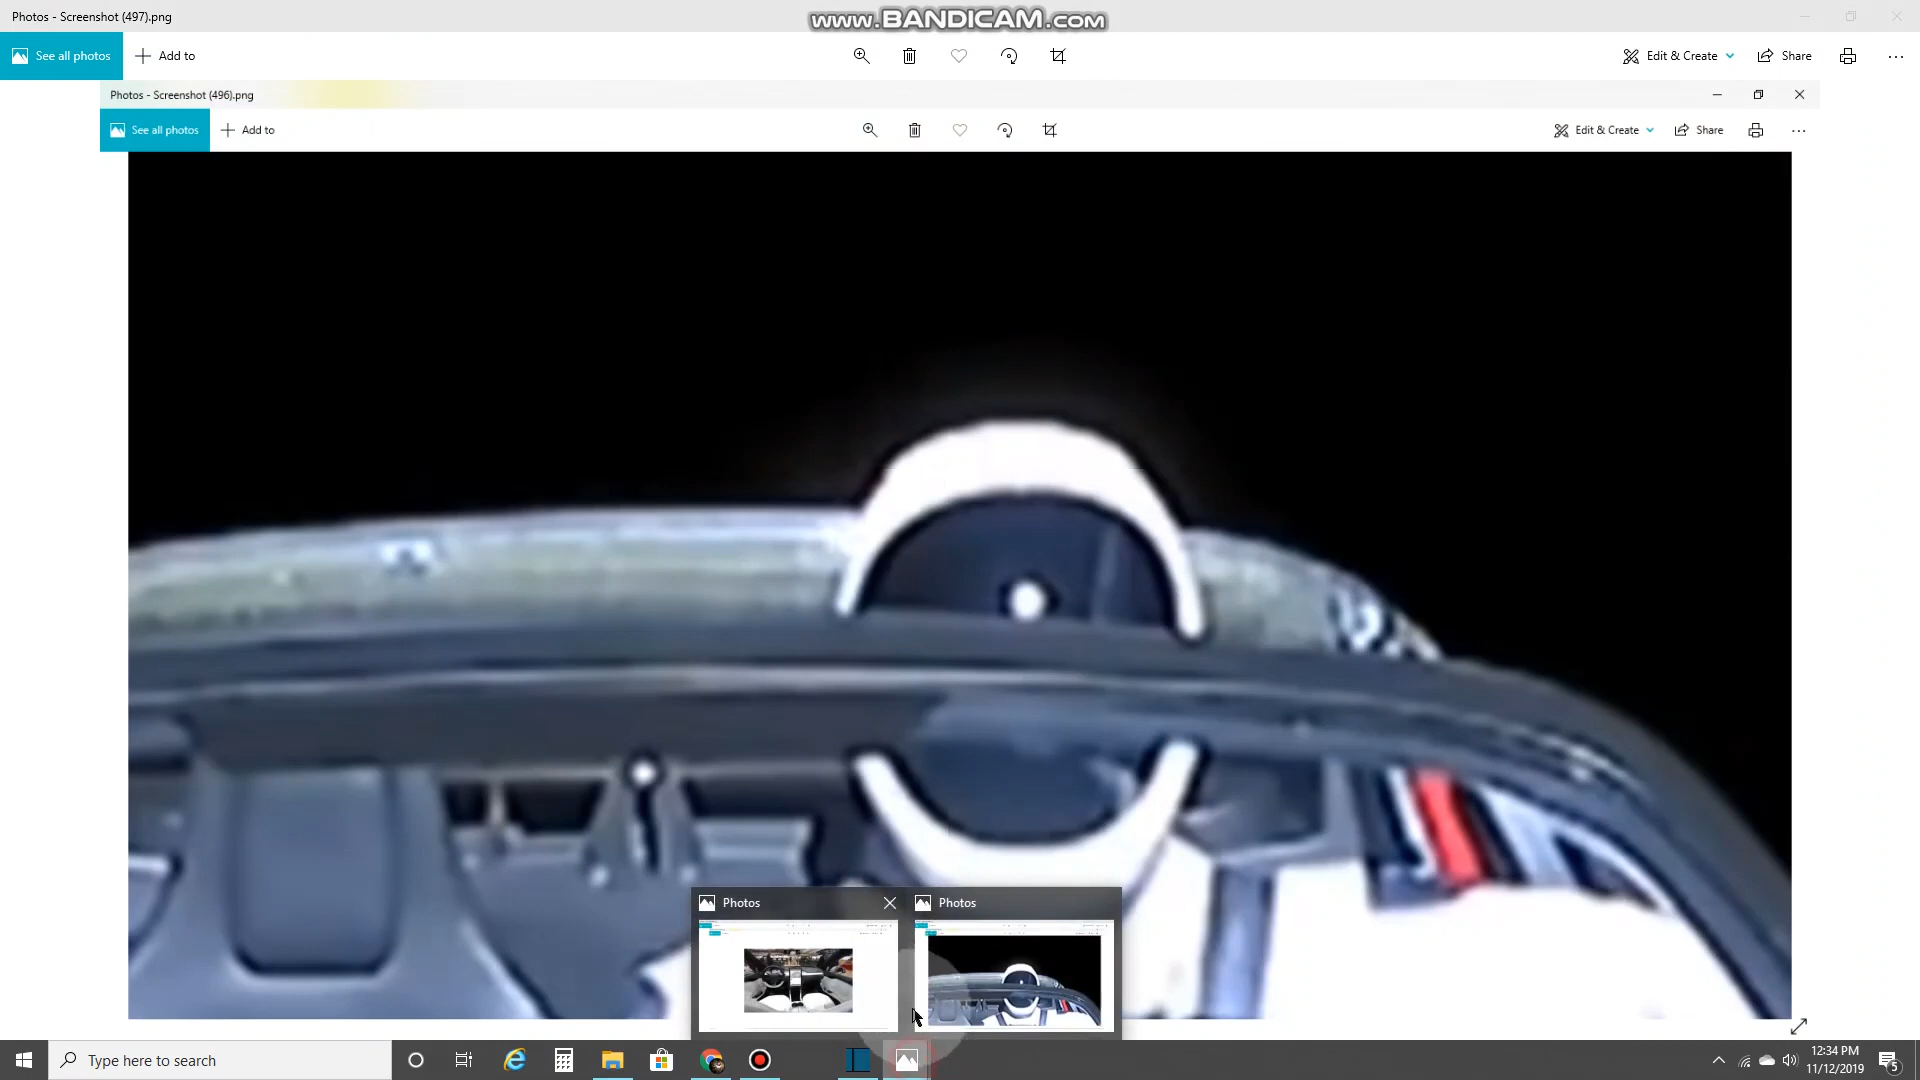 Photos - Screenshot (497).png
www.BANDICAM.com
See all photos
Add to
Edit & Create
Share
Photos - Screenshot (496).png
See all photos
Add to
Edit & Create
Share
Photos
Photos
Type here to search
12:34 PM
11/12/2019
5